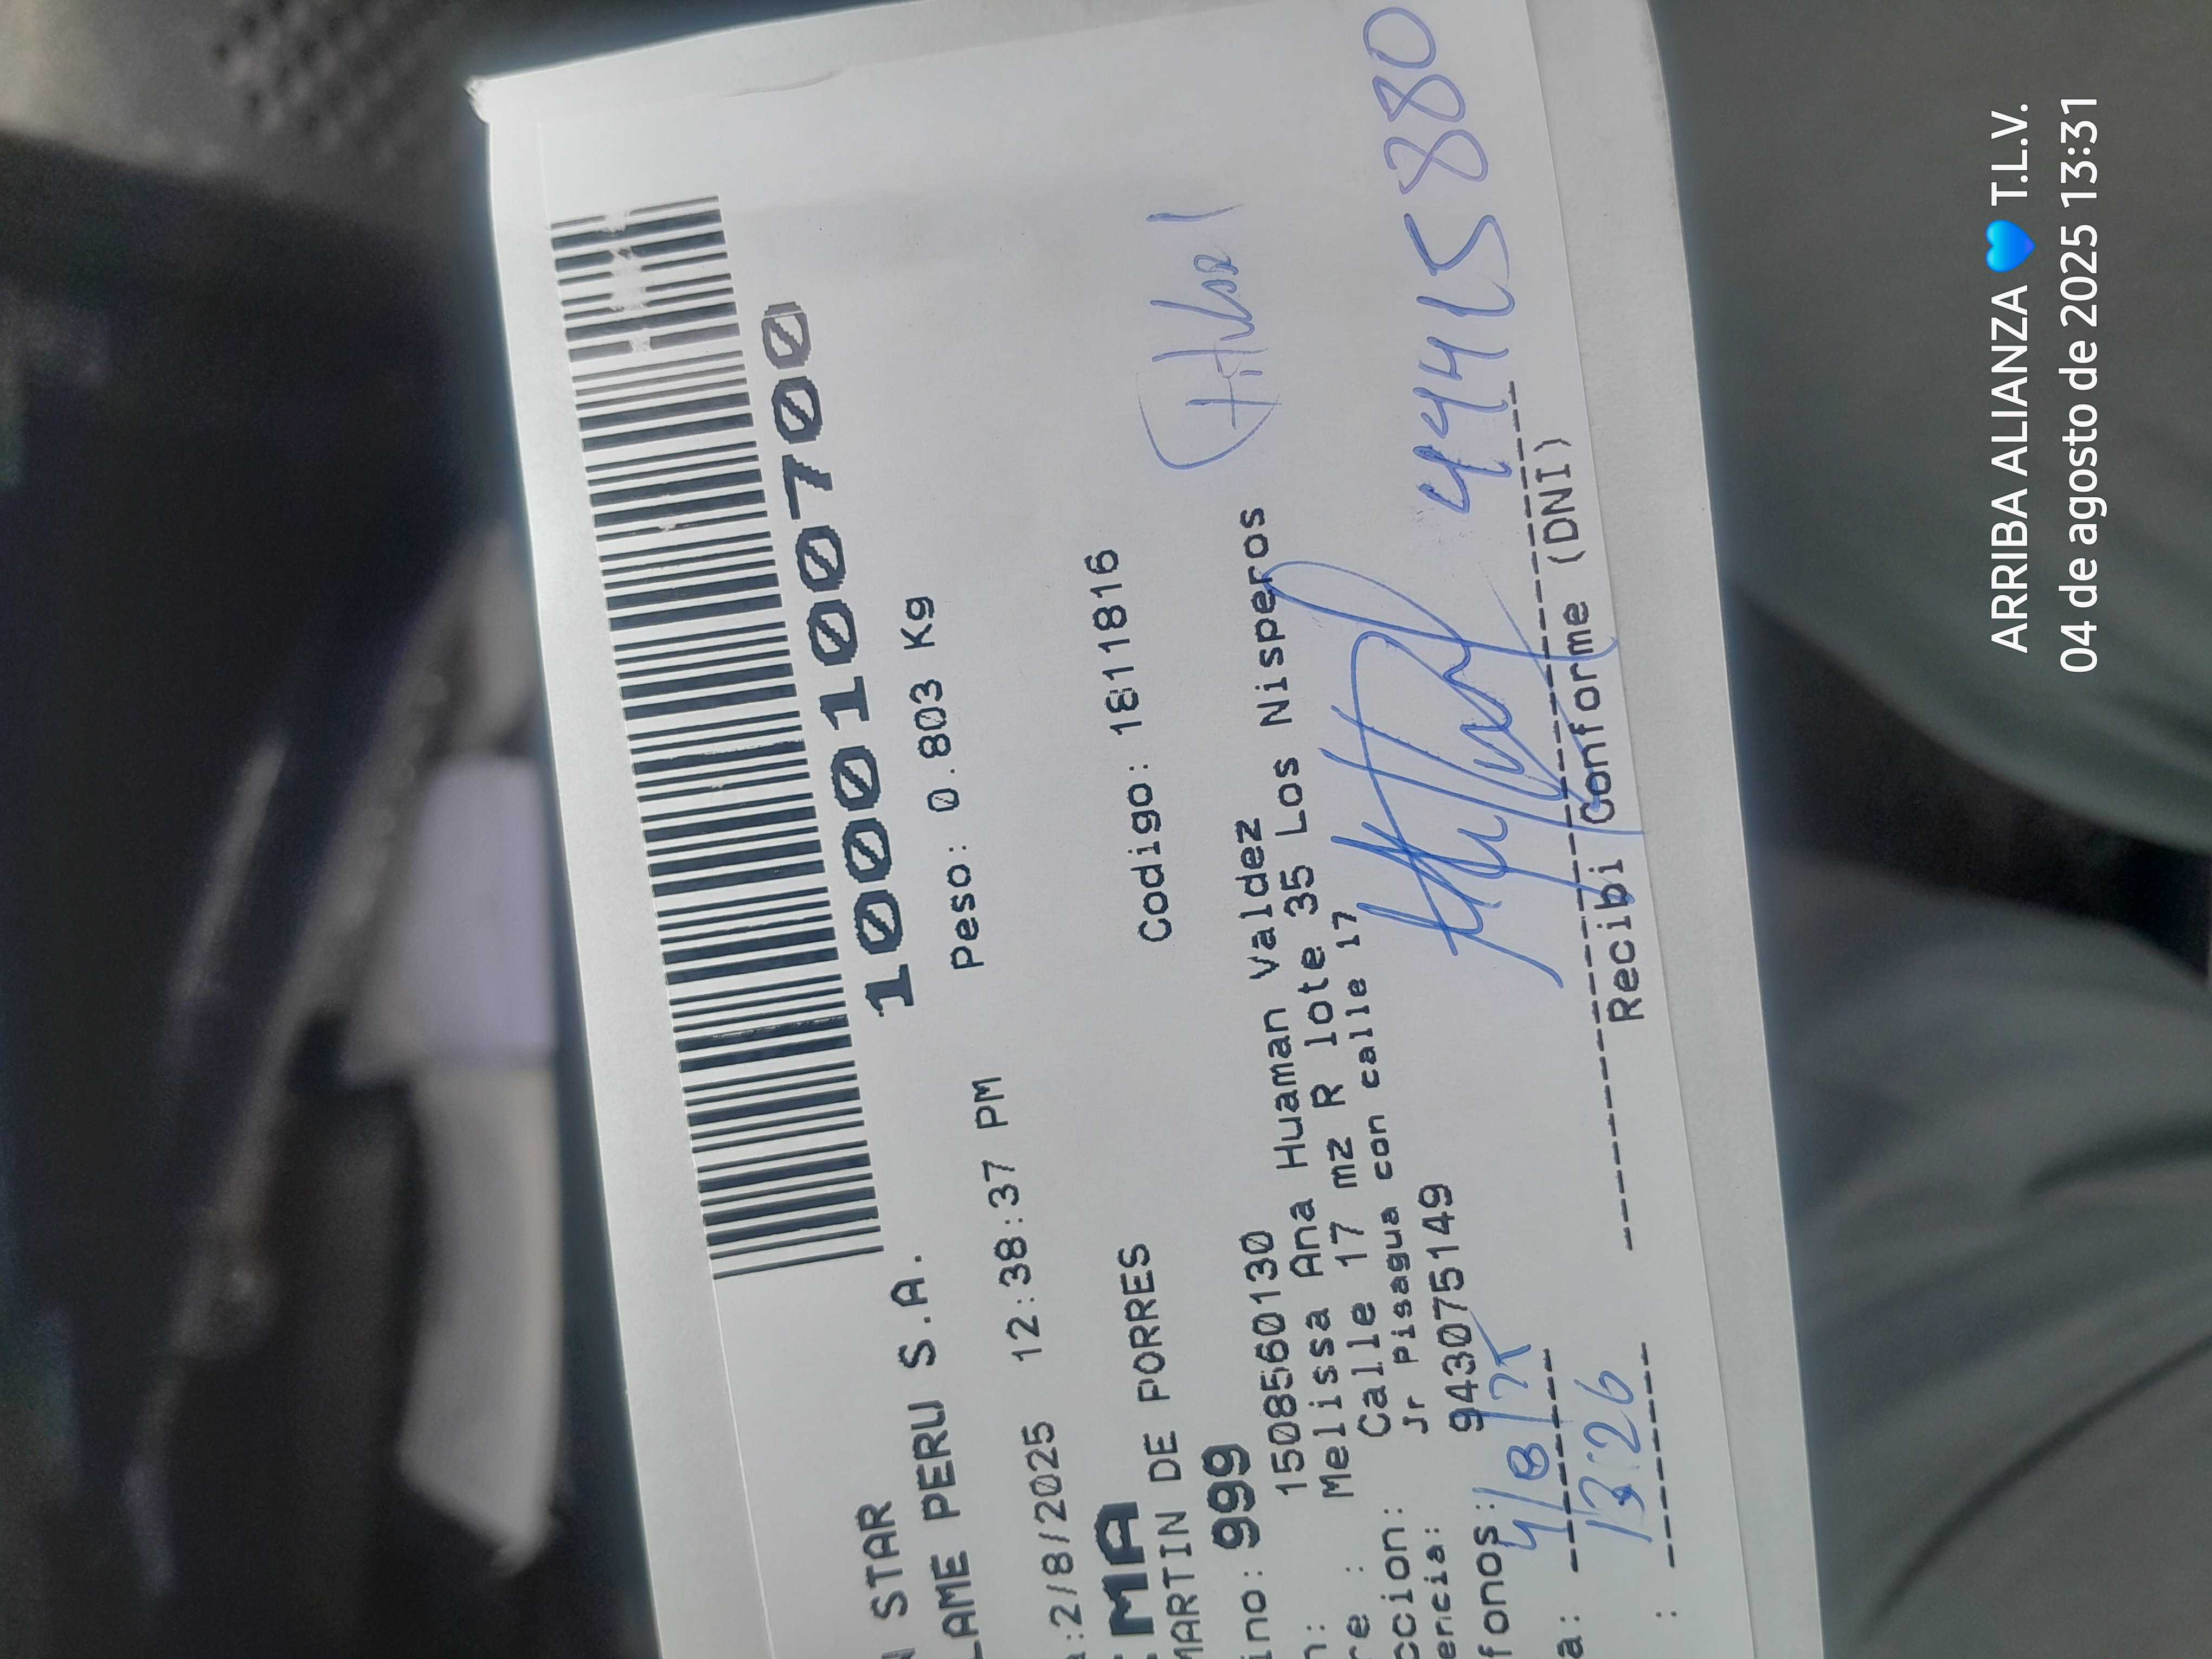 1000100700
STAR
LAME PERU S.A.
Peso: 0.803 Kg
:2/8/2025 12:38:37 PM
MA
MARTIN DE PORRES
Codigo: 18111816
ino: 999
n: 1508560130
re : Melissa Ana Huaman Valdez
ccion: Calle 17 mz R lote 35 Los Nisperos
encia: Jr Pisagua con calle 17
fonos: 943075149
a: 4/8/25
: 13:26
44415880
Recibi Conforme (DNI)
ARRIBA ALIANZA 💙 T.L.V.
04 de agosto de 2025 13:31